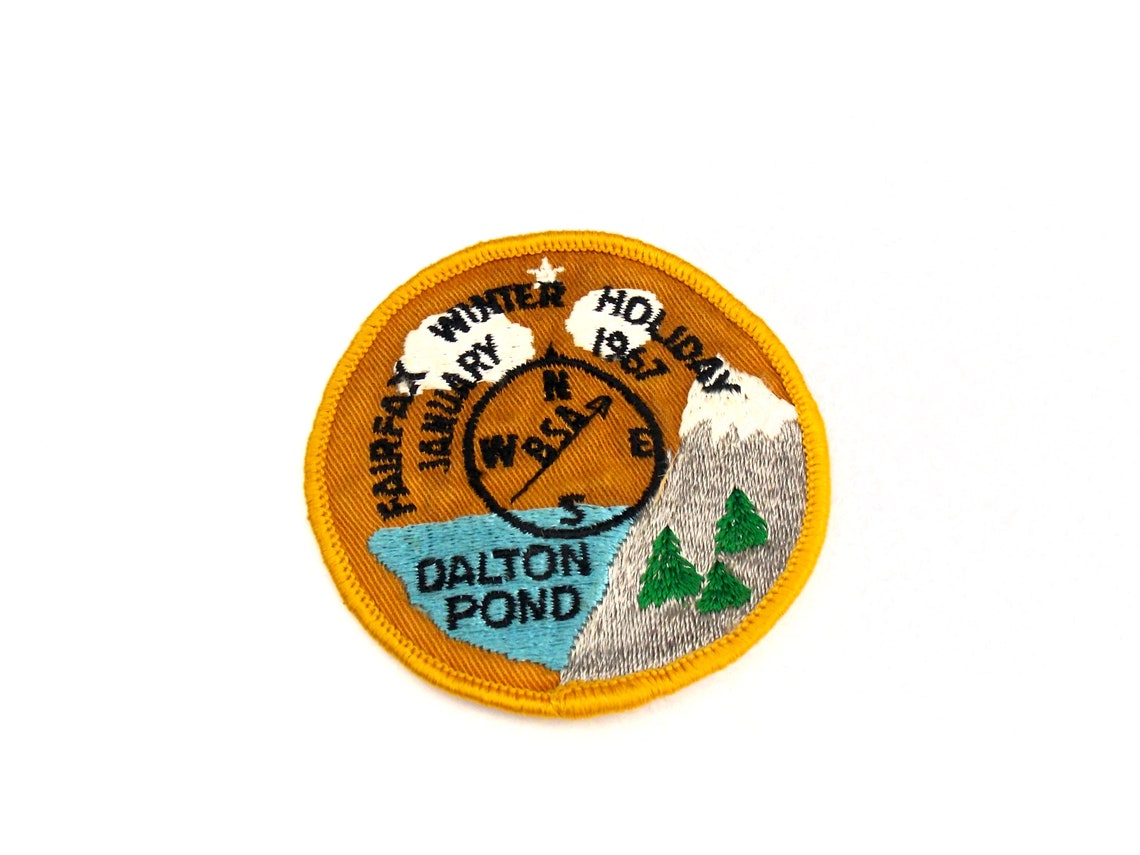 FAIRFAX WINTER HOLIDAY
JANUARY 1967
N
W BSA E
S
DALTON
POND